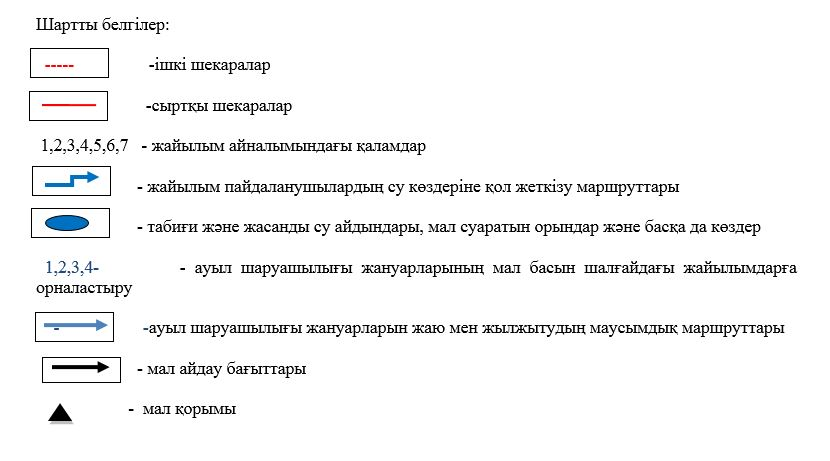 Шартты белгілер:
-ішкі шекаралар
-сыртқы шекаралар
1,2,3,4,5,6,7 - жайылым айналымындағы қаламдар
- жайылым пайдаланушылардың су көздеріне қол жеткізу маршруттары
- табиғи және жасанды су айдындары, мал суаратын орындар және басқа да көздер
1,2,3,4- - ауыл шаруашылығы жануарларының мал басын шалғайдағы жайылымдарға
орналастыру
-ауыл шаруашылығы жануарларын жаю мен жылжытудың маусымдық маршруттары
- мал айдау бағыттары
- мал қорымы